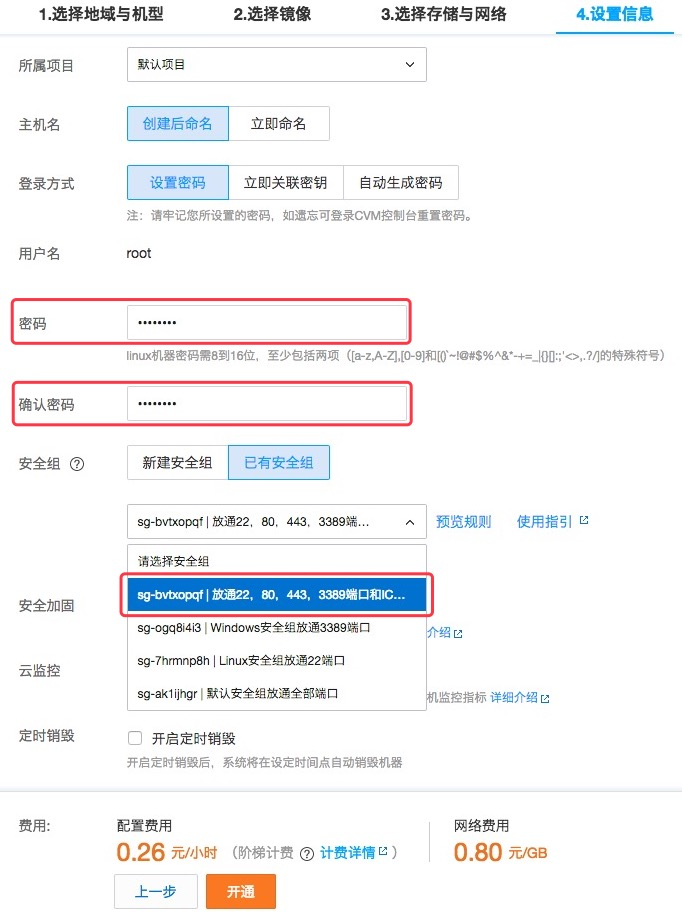 1.选择地域与机型 2.选择镜像 3.选择存储与网络 4.设置信息
所属项目 默认项目
主机名 创建后命名 立即命名
登录方式 设置密码 立即关联密钥 自动生成密码
注：请牢记您所设置的密码，如遗忘可登录CVM控制台重置密码。
用户名 root
密码 ••••••••
linux机器密码需8到16位，至少包括两项（[a-z,A-Z],[0-9]和[()`~!@#$%^&*-+=_|{}[]:;'<>,.?/]的特殊符号）
确认密码 ••••••••
安全组 ? 新建安全组 已有安全组
sg-bvtxopqf | 放通22，80，443，3389端... 预览规则 使用指引
请选择安全组
sg-bvtxopqf | 放通22，80，443，3389端口和IC...
安全加固
sg-ogq8i4i3 | Windows安全组放通3389端口 介绍
sg-7hrmnp8h | Linux安全组放通22端口
云监控
sg-ak1ijhgr | 默认安全组放通全部端口 机监控指标 详细介绍
定时销毁 开启定时销毁
开启定时销毁后，系统将在设定时间点自动销毁机器
费用: 配置费用 网络费用
0.26 元/小时 （阶梯计费 ? 计费详情 ） 0.80 元/GB
上一步 开通